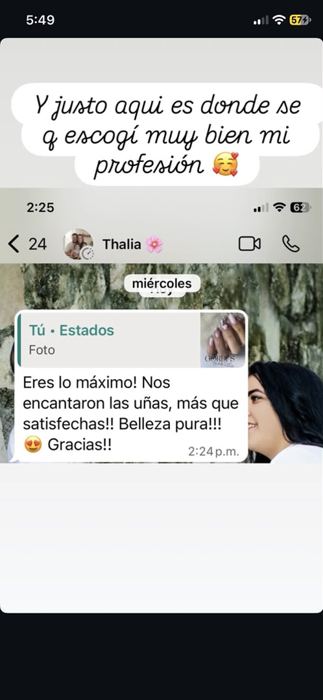 5:49
57
Y justo aqui es donde se
q escogí muy bien mi
profesión 🥰
2:25
62
24
Thalia 🌸
miércoles
Tú • Estados
Foto
Eres lo máximo! Nos
encantaron las uñas, más que
satisfechas!! Belleza pura!!!
😍 Gracias!!
2:24 p.m.